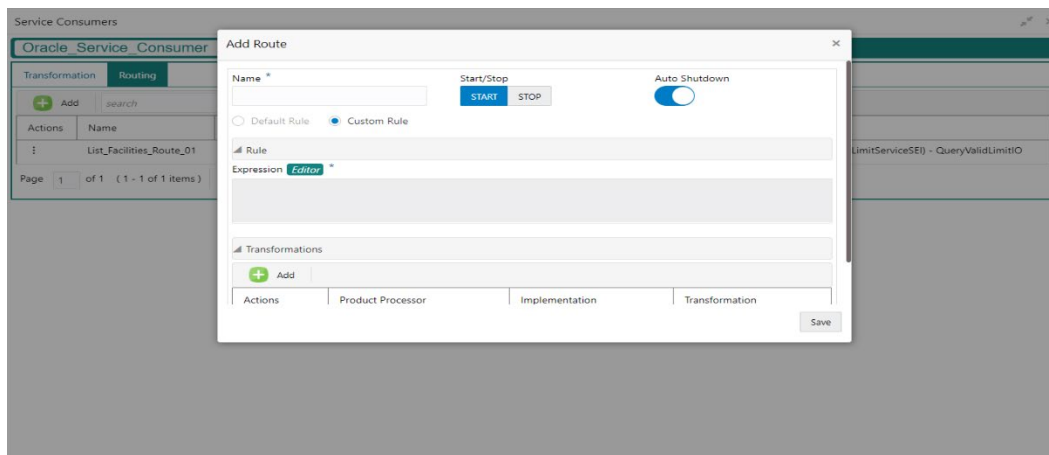 Service Consumers
Oracle_Service_Consumer
Transformation Routing
Add search
Actions Name
List_Facilities_Route_01
LimitServiceSEI) - QueryValidLimitIO
Page 1 of 1 (1 - 1 of 1 items)
Add Route
Name * Start/Stop Auto Shutdown
START STOP
Default Rule Custom Rule
Rule
Expression Editor *
Transformations
Add
Actions Product Processor Implementation Transformation
Save